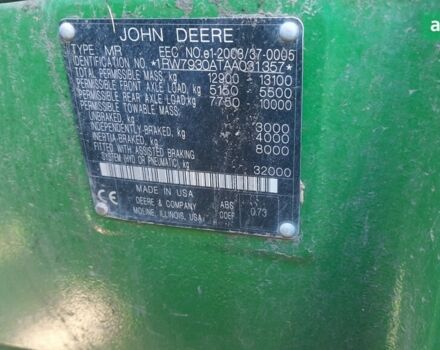 JOHN DEERE
TYPE MR EEC NO. e1-2003/37-0005
IDENTIFICATION NO. *1RW7930ATAA031357*
TOTAL PERMISSIBLE MASS, kg 12900 - 13100
PERMISSIBLE FRONT AXLE LOAD, kg 5150 - 5500
PERMISSIBLE REAR AXLE LOAD, kg 7750 10000
PERMISSIBLE TOWABLE MASS,
UNBRAKED, kg 3000
INDEPENDENTLY-BRAKED, kg 4000
INERTIA-BRAKED, kg 8000
FITTED WITH ASSISTED BRAKING
SYSTEM (HYD OR PNEUMATIC), kg 32000
MADE IN USA
CE DEERE & COMPANY ABS
MOLINE, ILLINOIS, USA COEF 0.73